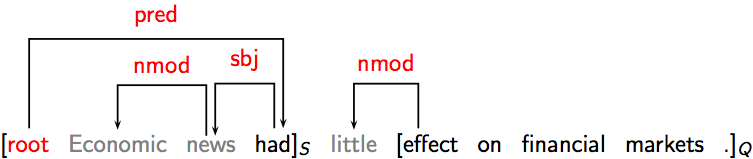 pred
nmod sbj nmod
[root Economic news had]S little [effect on financial markets .]Q